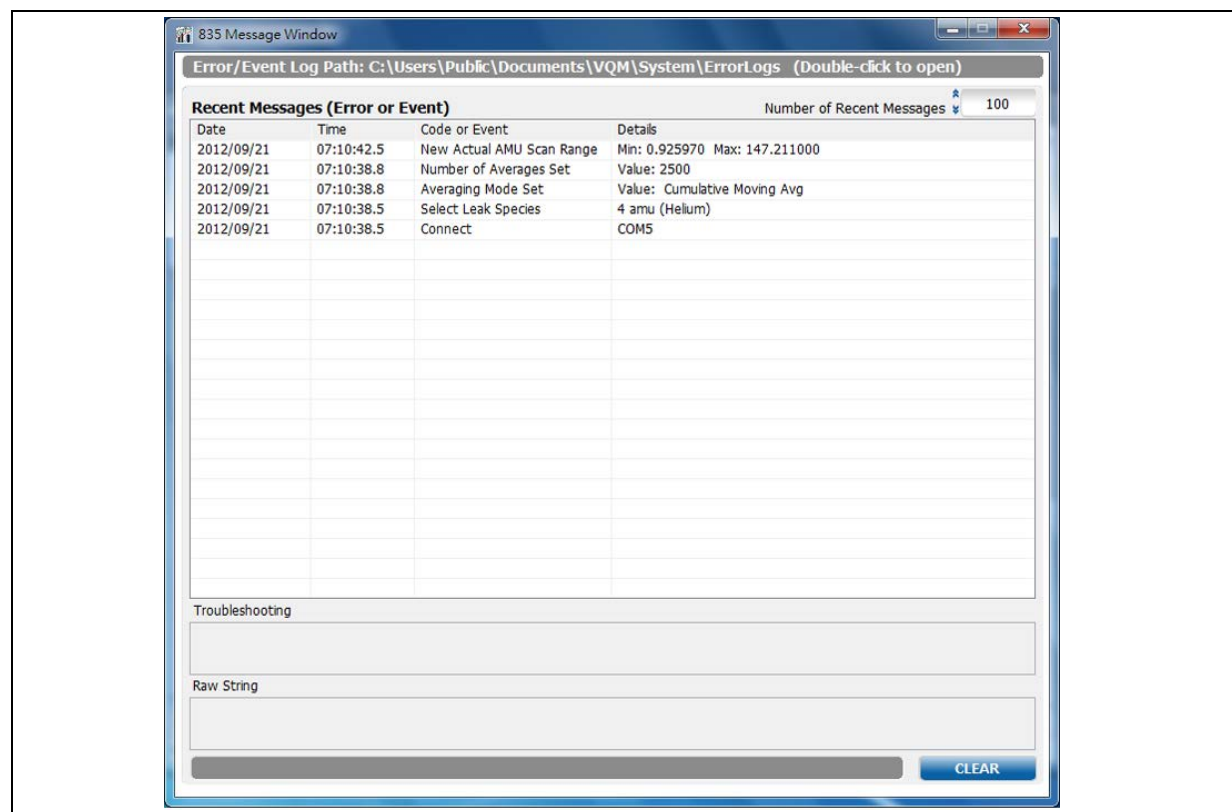 835 Message Window
Error/Event Log Path: C:\Users\Public\Documents\VQM\System\ErrorLogs (Double-click to open)
Recent Messages (Error or Event) Number of Recent Messages 100
Date Time Code or Event Details
2012/09/21 07:10:42.5 New Actual AMU Scan Range Min: 0.925970 Max: 147.211000
2012/09/21 07:10:38.8 Number of Averages Set Value: 2500
2012/09/21 07:10:38.8 Averaging Mode Set Value: Cumulative Moving Avg
2012/09/21 07:10:38.5 Select Leak Species 4 amu (Helium)
2012/09/21 07:10:38.5 Connect COM5
Troubleshooting
Raw String
CLEAR